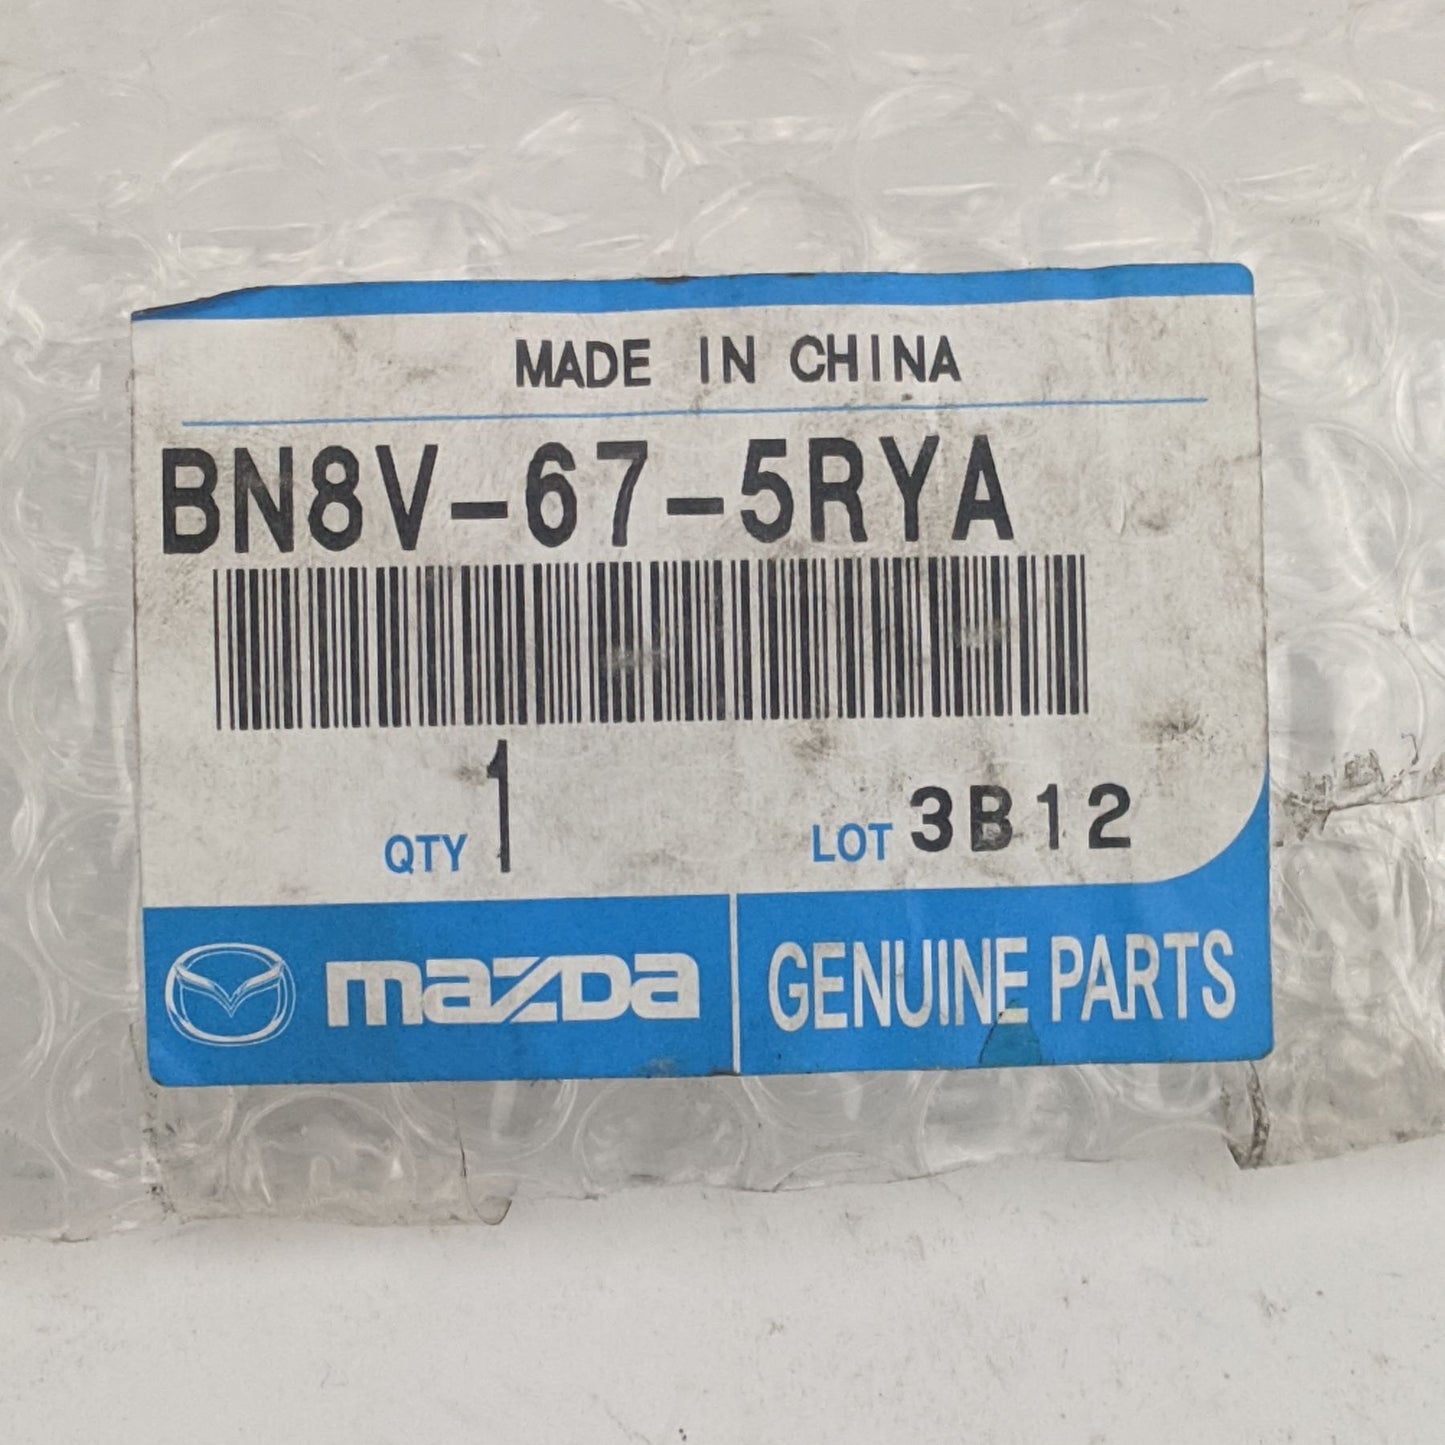 MADE IN CHINA
BN8V-67-5RYA
QTY 1 LOT 3B12
mazda GENUINE PARTS